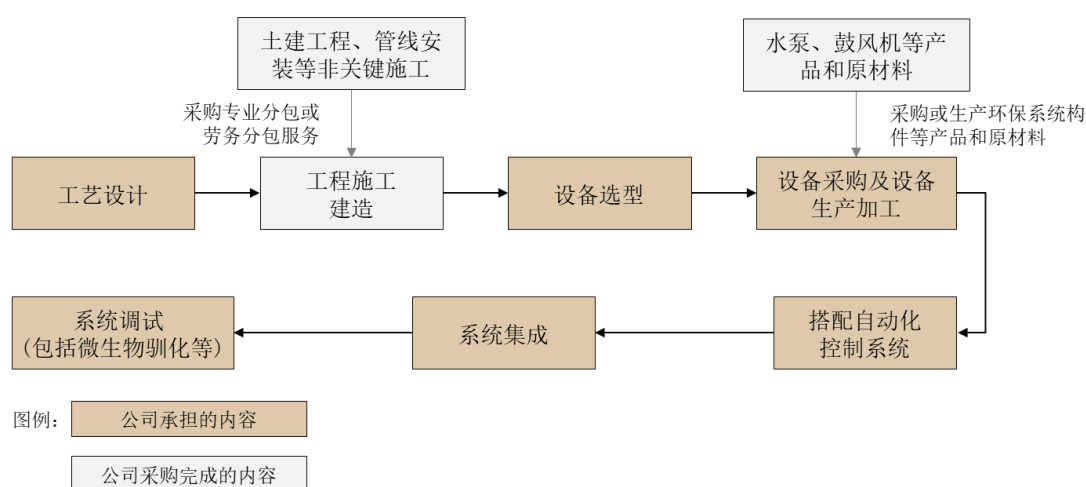 土建工程、管线安
装等非关键施工
水泵、鼓风机等产
品和原材料
采购专业分包或
劳务分包服务
采购或生产环保系统构
件等产品和原材料
工艺设计
工程施工
建造
设备选型
设备采购及设备
生产加工
系统调试
(包括微生物驯化等)
系统集成
搭配自动化
控制系统
图例：
公司承担的内容
公司采购完成的内容